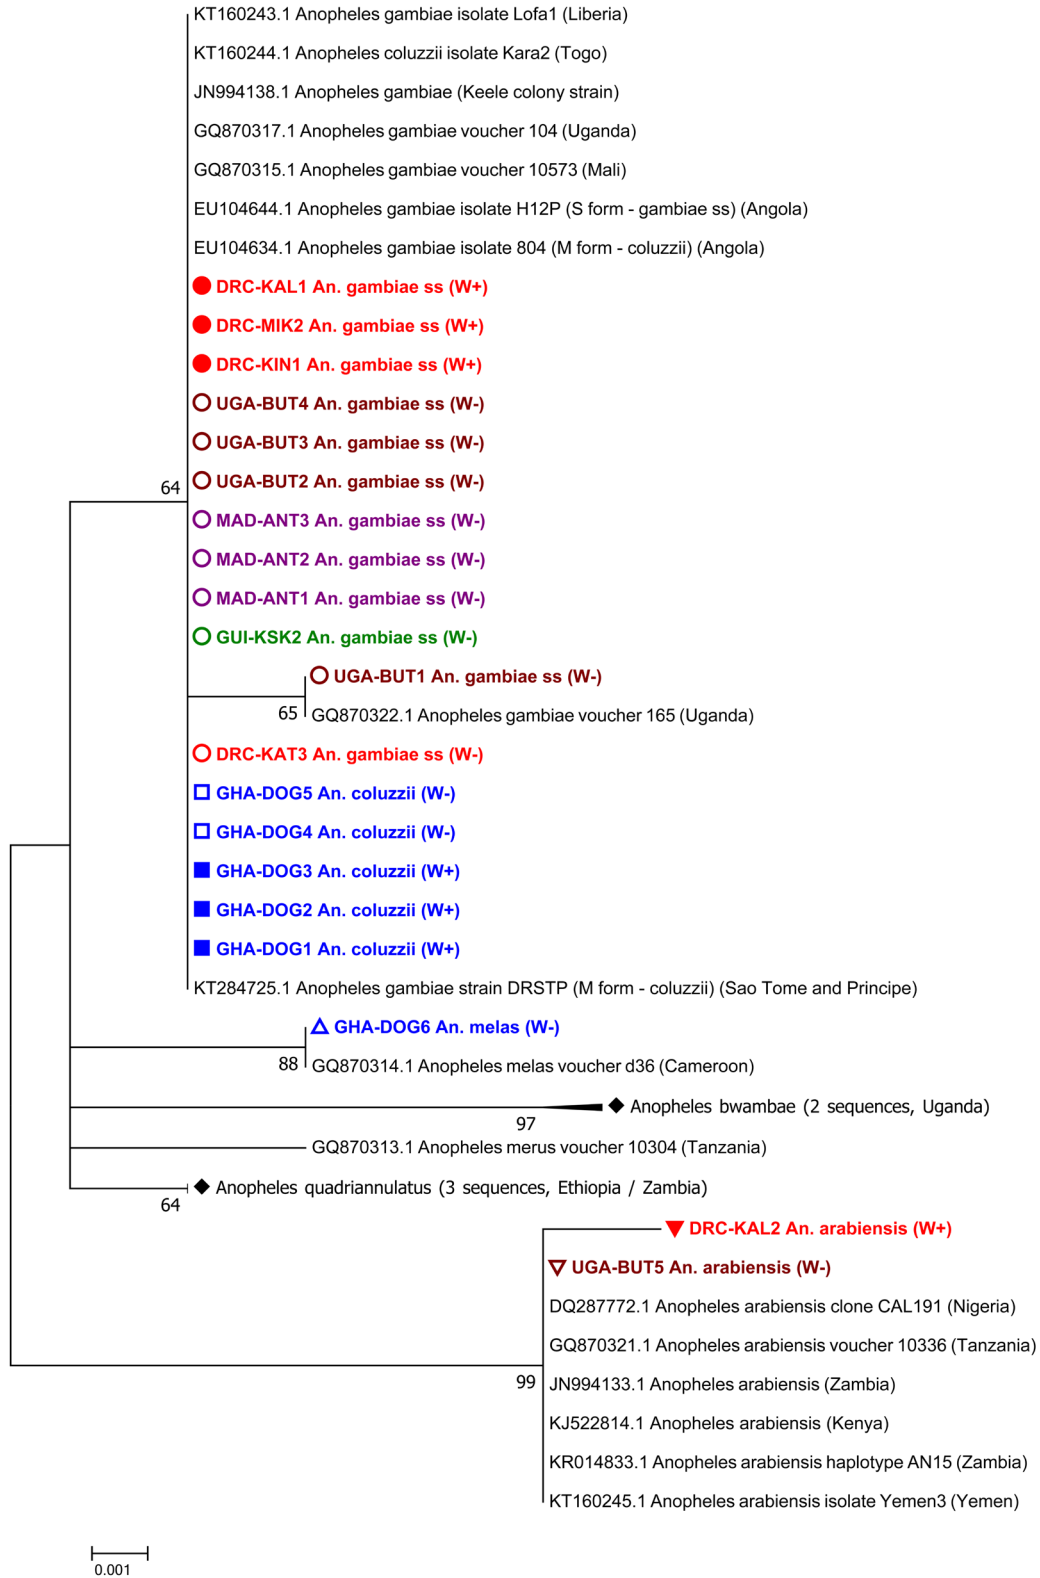 KT160243.1 Anopheles gambiae isolate Lofa1 (Liberia)
KT160244.1 Anopheles coluzzii isolate Kara2 (Togo)
JN994138.1 Anopheles gambiae (Keele colony strain)
GQ870317.1 Anopheles gambiae voucher 104 (Uganda)
GQ870315.1 Anopheles gambiae voucher 10573 (Mali)
EU104644.1 Anopheles gambiae isolate H12P (S form - gambiae ss) (Angola)
EU104634.1 Anopheles gambiae isolate 804 (M form - coluzzii) (Angola)
DRC-KAL1 An. gambiae ss (W+)
DRC-MIK2 An. gambiae ss (W+)
DRC-KIN1 An. gambiae ss (W+)
UGA-BUT4 An. gambiae ss (W-)
UGA-BUT3 An. gambiae ss (W-)
UGA-BUT2 An. gambiae ss (W-)
64
MAD-ANT3 An. gambiae ss (W-)
MAD-ANT2 An. gambiae ss (W-)
MAD-ANT1 An. gambiae ss (W-)
GUI-KSK2 An. gambiae ss (W-)
UGA-BUT1 An. gambiae ss (W-)
65
GQ870322.1 Anopheles gambiae voucher 165 (Uganda)
DRC-KAT3 An. gambiae ss (W-)
GHA-DOG5 An. coluzzii (W-)
GHA-DOG4 An. coluzzii (W-)
GHA-DOG3 An. coluzzii (W+)
GHA-DOG2 An. coluzzii (W+)
GHA-DOG1 An. coluzzii (W+)
KT284725.1 Anopheles gambiae strain DRSTP (M form - coluzzii) (Sao Tome and Principe)
GHA-DOG6 An. melas (W-)
88
GQ870314.1 Anopheles melas voucher d36 (Cameroon)
Anopheles bwambae (2 sequences, Uganda)
97
GQ870313.1 Anopheles merus voucher 10304 (Tanzania)
Anopheles quadriannulatus (3 sequences, Ethiopia / Zambia)
64
DRC-KAL2 An. arabiensis (W+)
UGA-BUT5 An. arabiensis (W-)
DQ287772.1 Anopheles arabiensis clone CAL191 (Nigeria)
GQ870321.1 Anopheles arabiensis voucher 10336 (Tanzania)
99
JN994133.1 Anopheles arabiensis (Zambia)
KJ522814.1 Anopheles arabiensis (Kenya)
KR014833.1 Anopheles arabiensis haplotype AN15 (Zambia)
KT160245.1 Anopheles arabiensis isolate Yemen3 (Yemen)
0.001